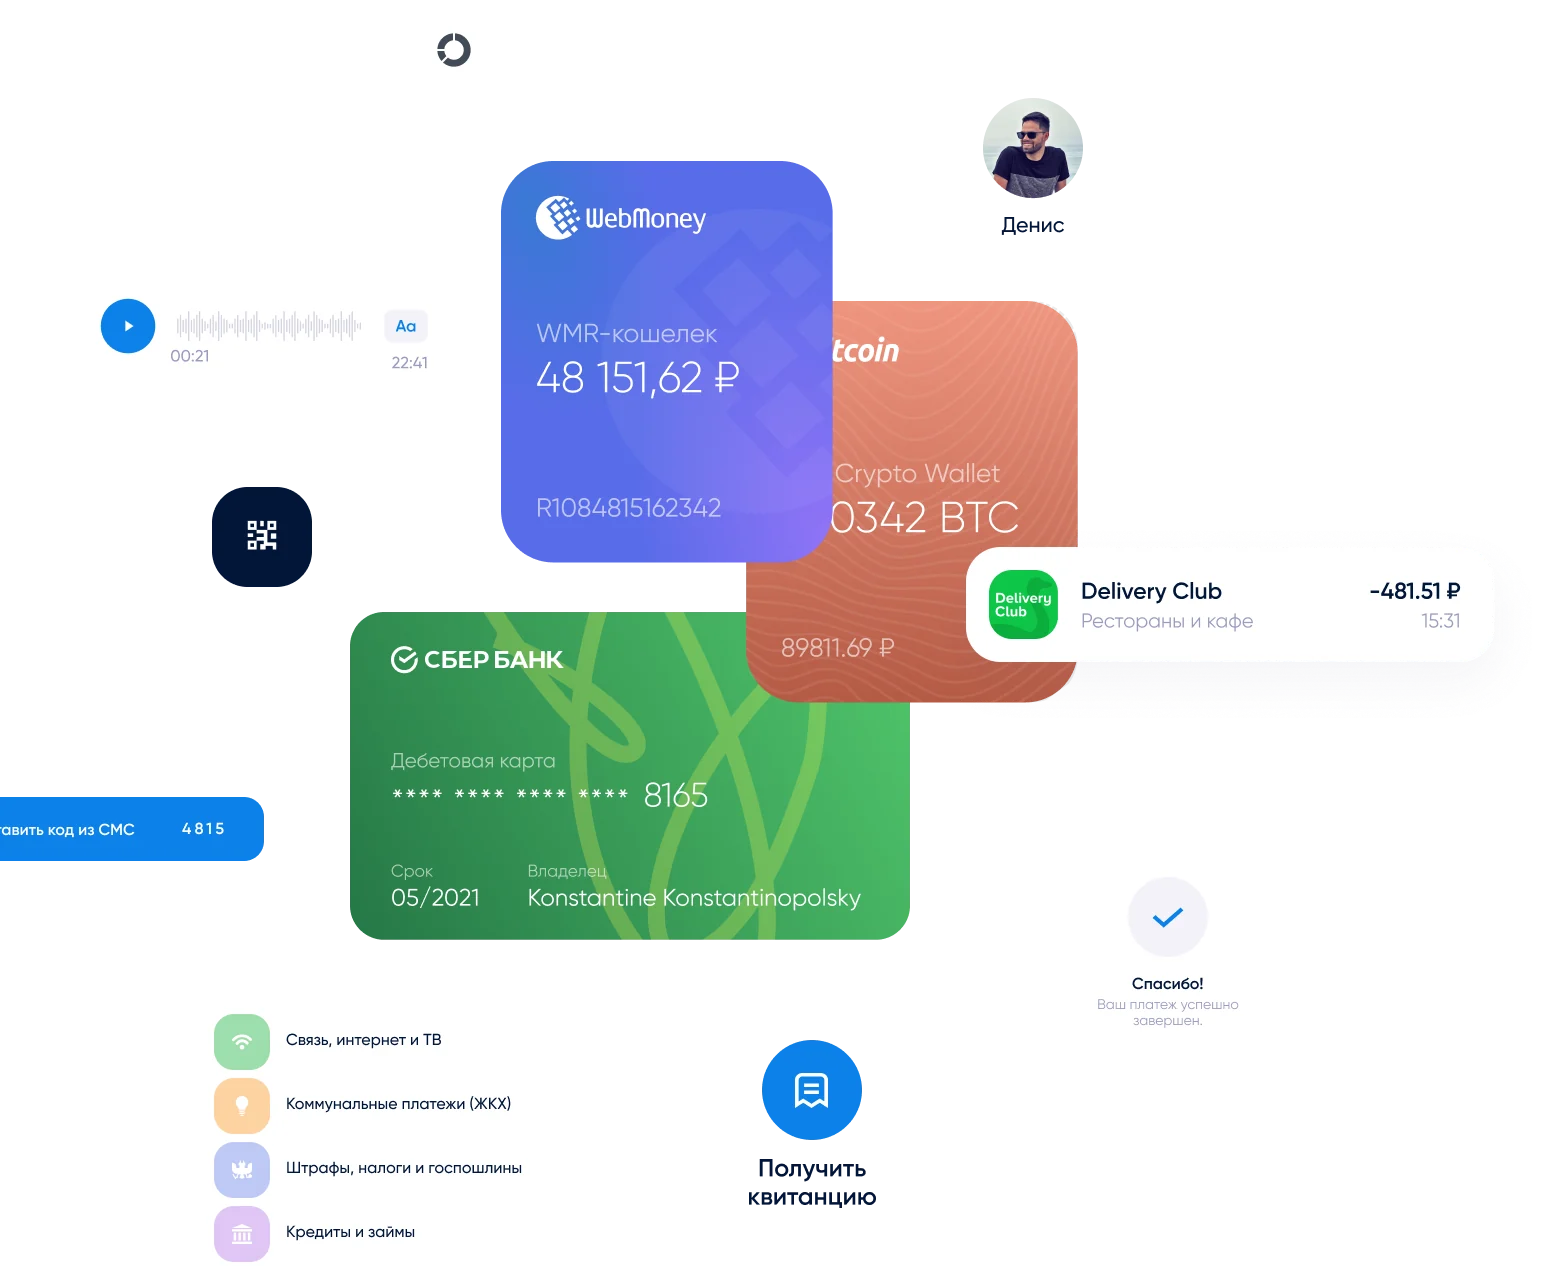 Денис
WebMoney
WMR-кошелек
48 151,62 ₽
R1084815162342
00:21
Aa
22:41
tcoin
Crypto Wallet
0342 BTC
89811.69 ₽
Delivery
Club
Delivery Club
-481.51 ₽
Рестораны и кафе
15:31
СБЕР БАНК
Дебетовая карта
**** **** **** **** 8165
Срок
Владелец
05/2021
Konstantine Konstantinopolsky
тавить код из СМС
4815
Спасибо!
Ваш платеж успешно
завершен.
Связь, интернет и ТВ
Коммунальные платежи (ЖКХ)
Штрафы, налоги и госпошлины
Кредиты и займы
Получить
квитанцию